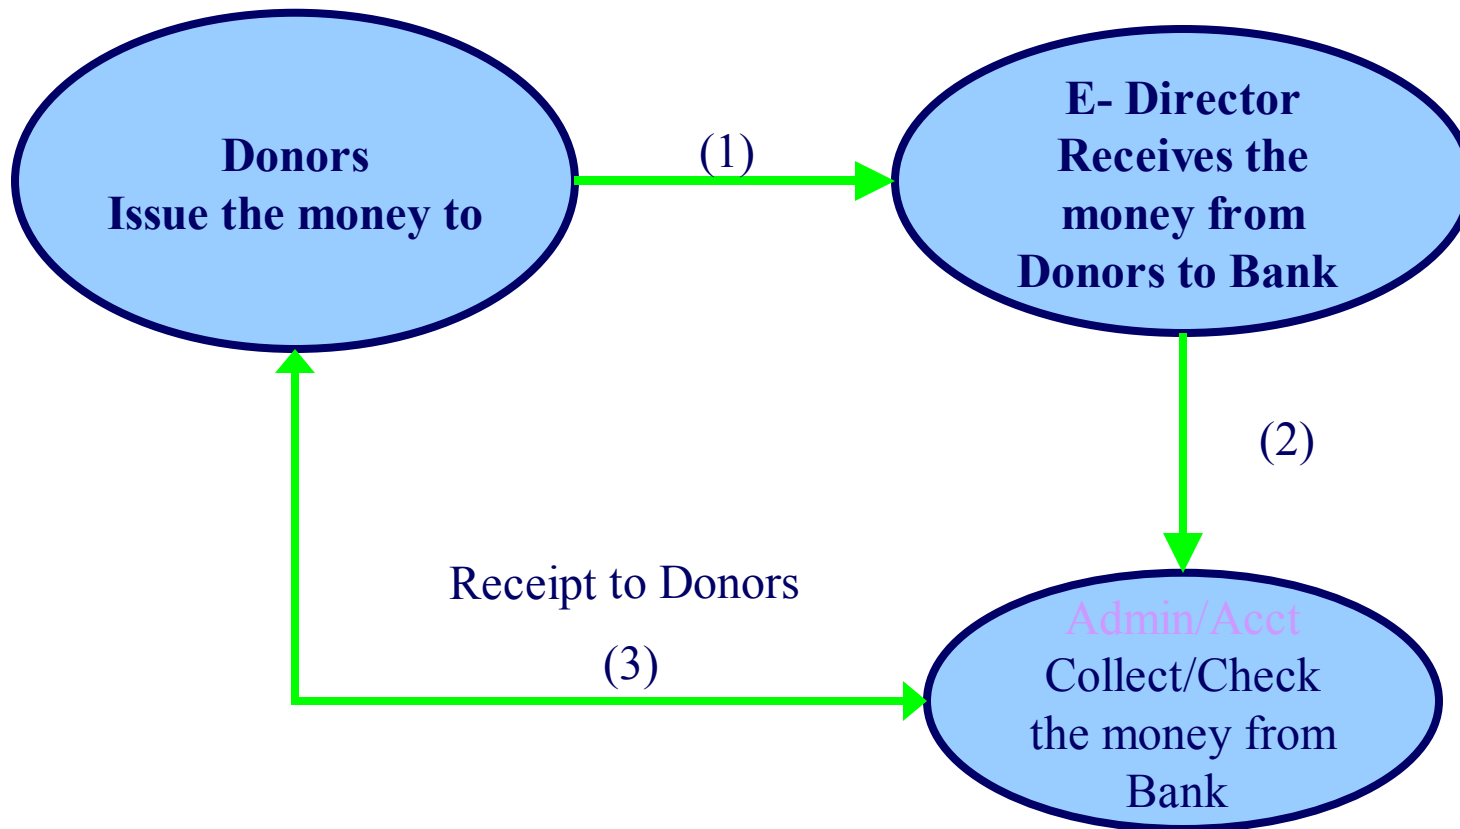 Donors
Issue the money to
(1)
E- Director
Receives the
money from
Donors to Bank
(2)
Receipt to Donors
(3)
Admin/Acct
Collect/Check
the money from
Bank